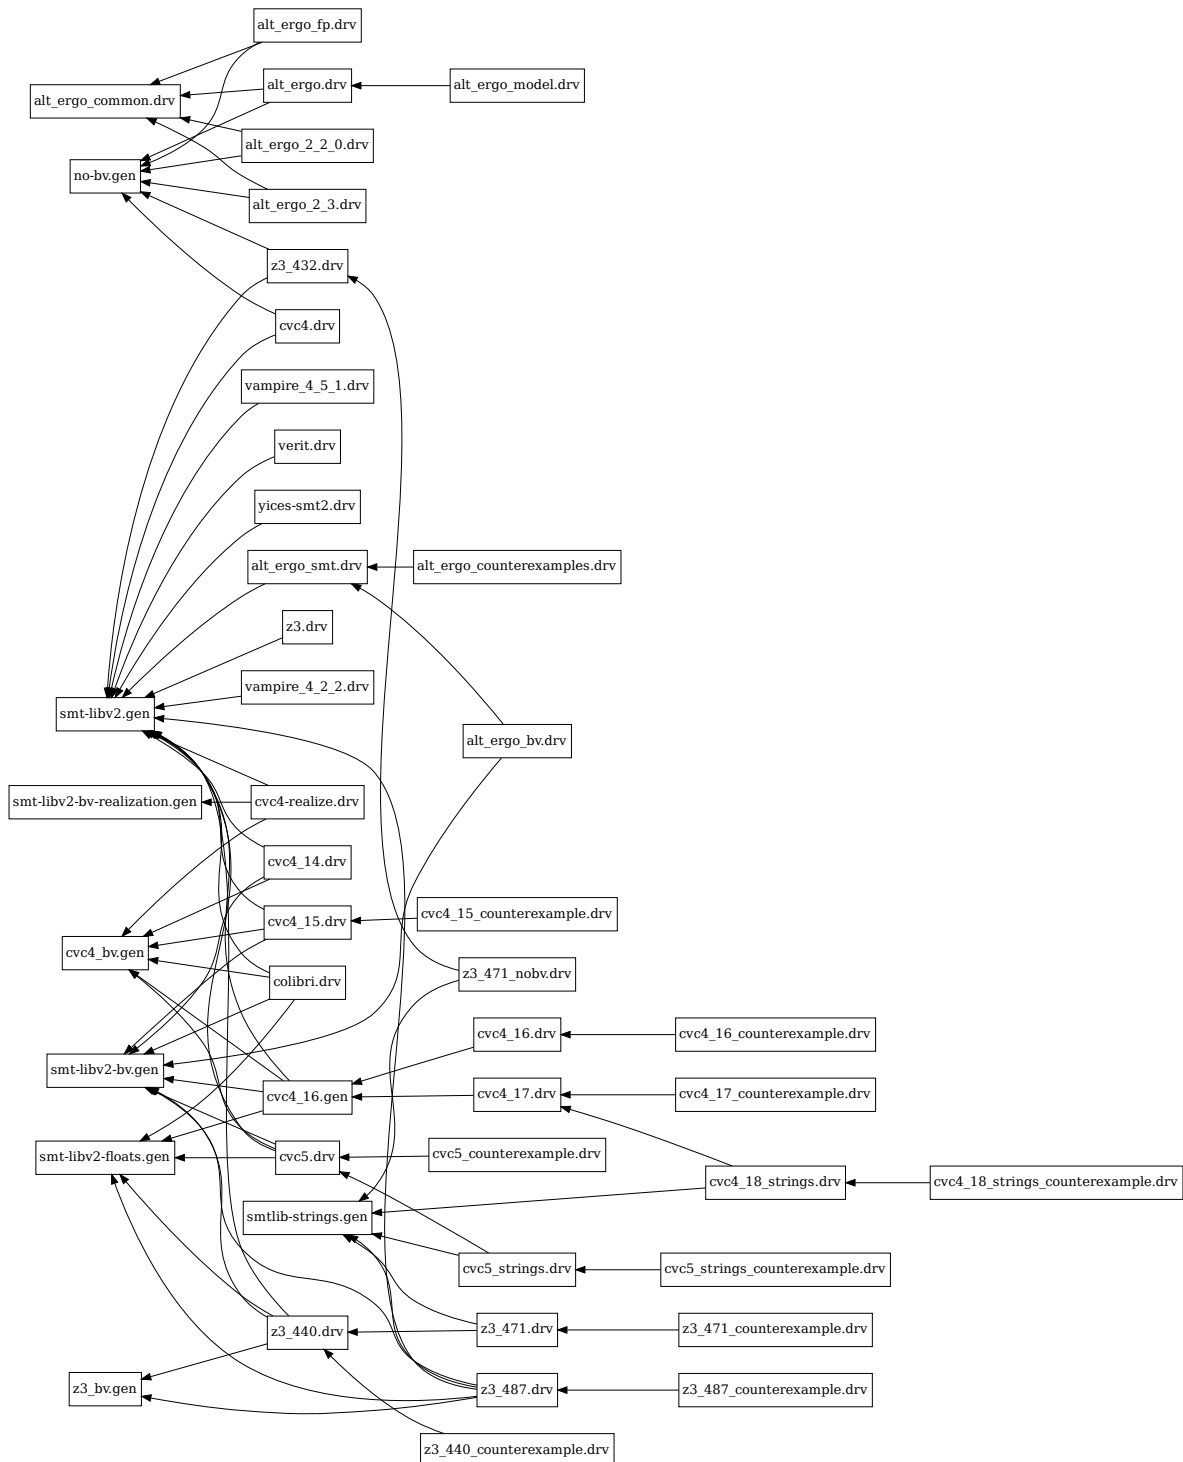 alt_ergo_fp.drv
alt_ergo.drv
alt_ergo_model.drv
alt_ergo_common.drv
alt_ergo_2_2_0.drv
no-bv.gen
alt_ergo_2_3.drv
z3_432.drv
cvc4.drv
vampire_4_5_1.drv
verit.drv
yices-smt2.drv
alt_ergo_smt.drv
alt_ergo_counterexamples.drv
z3.drv
vampire_4_2_2.drv
smt-libv2.gen
alt_ergo_bv.drv
smt-libv2-bv-realization.gen
cvc4-realize.drv
cvc4_14.drv
cvc4_15.drv
cvc4_15_counterexample.drv
cvc4_bv.gen
colibri.drv
z3_471_nobv.drv
cvc4_16.drv
cvc4_16_counterexample.drv
smt-libv2-bv.gen
cvc4_16.gen
cvc4_17.drv
cvc4_17_counterexample.drv
smt-libv2-floats.gen
cvc5.drv
cvc5_counterexample.drv
cvc4_18_strings.drv
cvc4_18_strings_counterexample.drv
smtlib-strings.gen
cvc5_strings.drv
cvc5_strings_counterexample.drv
z3_440.drv
z3_471.drv
z3_471_counterexample.drv
z3_bv.gen
z3_487.drv
z3_487_counterexample.drv
z3_440_counterexample.drv